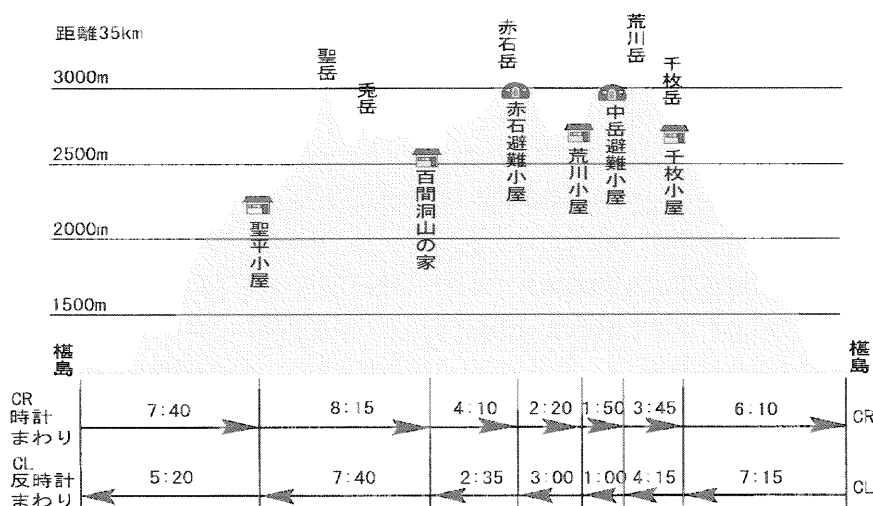 距離35km
聖岳
兎岳
赤石岳
荒川岳
千枚岳
3000m
2500m
2000m
1500m
聖平小屋
百間洞山の家
赤石避難小屋
荒川小屋
中岳避難小屋
千枚小屋
椹島
椹島
CR
時計
まわり
7:40
8:15
4:10
2:20
1:50
3:45
6:10
CR
CL
反時計
まわり
5:20
7:40
2:35
3:00
1:00
4:15
7:15
CL